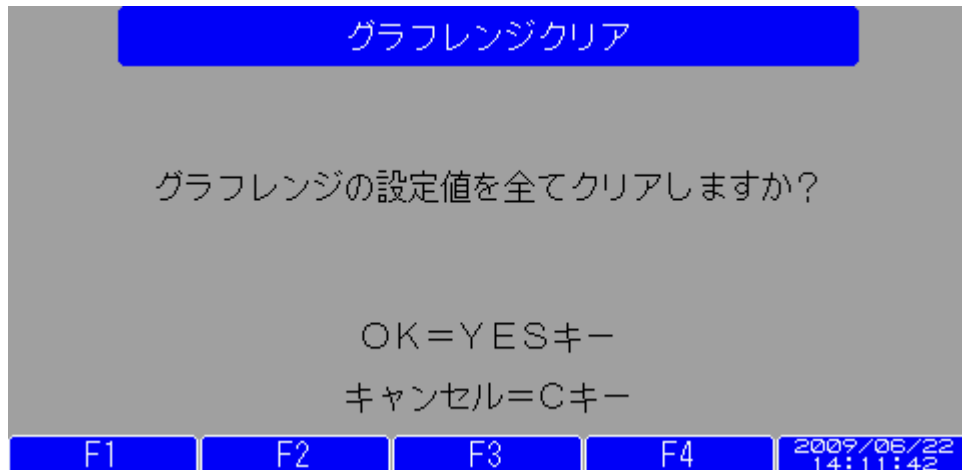 グラフレンジクリア
グラフレンジの設定値を全てクリアしますか？
ＯＫ＝ＹＥＳキー
キャンセル＝Ｃキー
F1 F2 F3 F4 2009/06/22
14:11:42